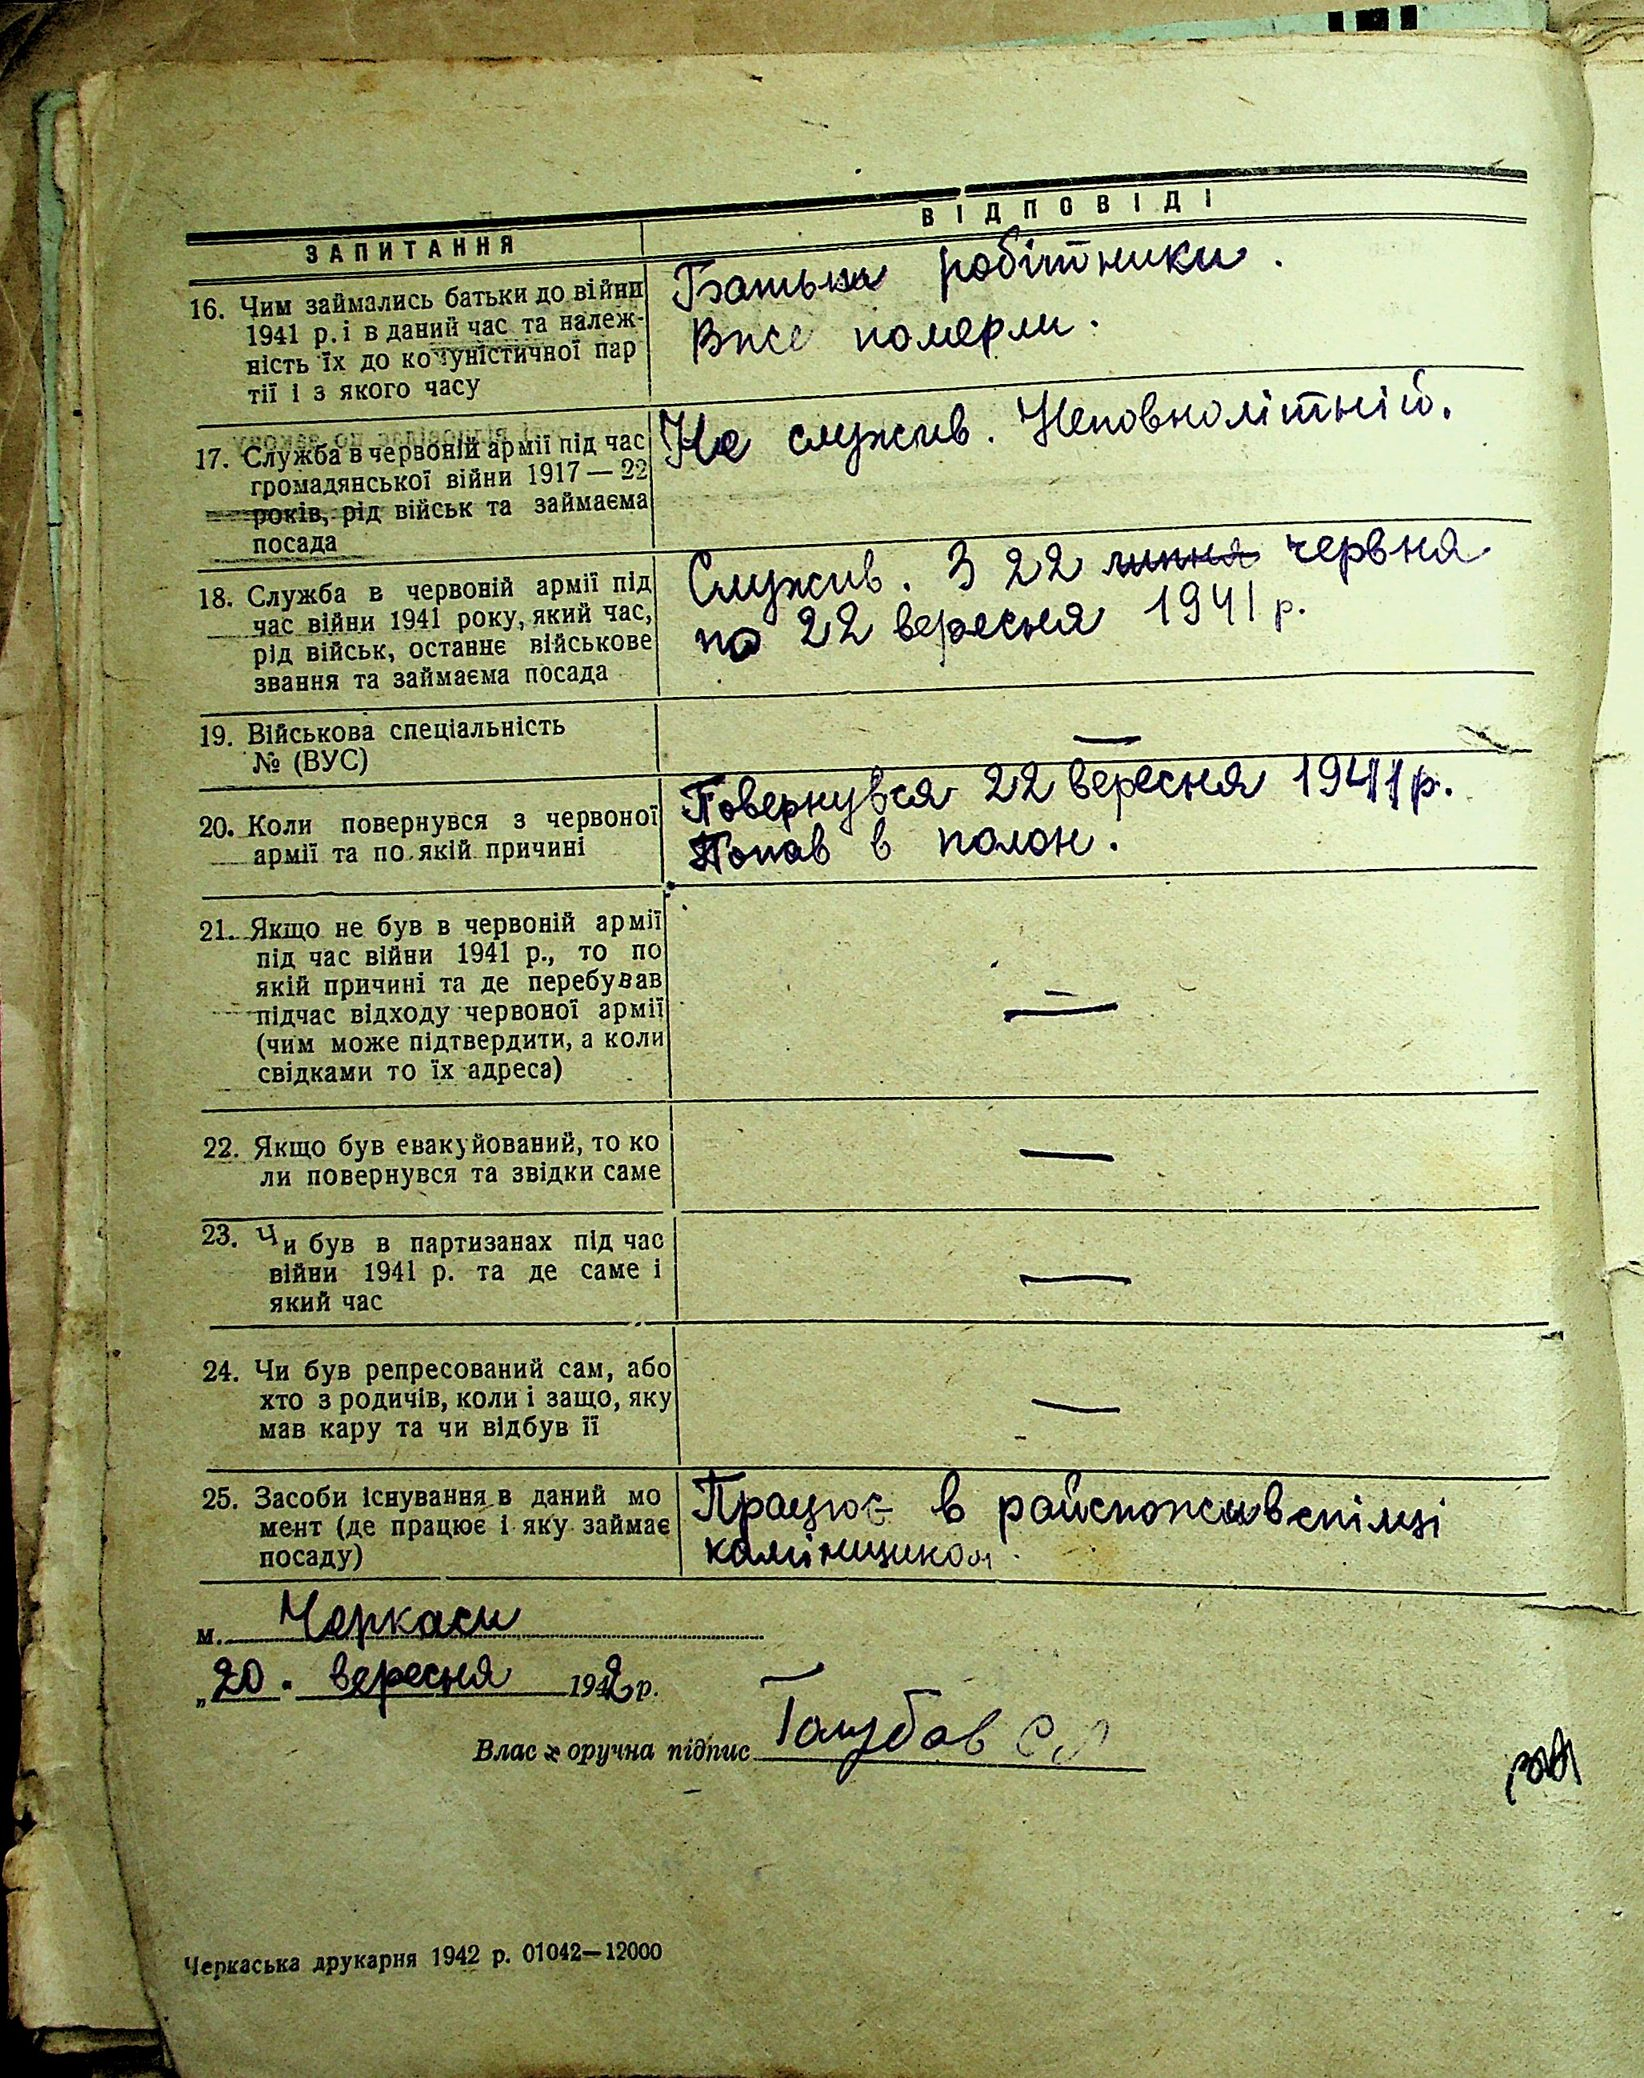 ЗАПИТАННЯ
ВІДПОВІДІ
16. Чим займались батьки до війни
1941 р. і в даний час та належ-
ність їх до комуністичної пар
тії і з якого часу
Батьки робітники.
Вже померли.
17. Служба в червоній армії під час
громадянської війни 1917—22
років, рід військ та займаєма
посада
Не служив. Неповнолітній.
18. Служба в червоній армії під
час війни 1941 року, який час,
рід військ, останнє військове
звання та займаєма посада
Служив. З 22 липня червня
по 22 вересня 1941 р.
19. Військова спеціальність
№ (ВУС)
—
20. Коли повернувся з червоної
армії та по якій причині
Повернувся 22 вересня 1941 р.
Попав в полон.
21. Якщо не був в червоній армії
під час війни 1941 р., то по
якій причині та де перебував
підчас відходу червоної армії
(чим може підтвердити, а коли
свідками то їх адреса)
—
22. Якщо був евакуйований, то ко
ли повернувся та звідки саме
—
23. Чи був в партизанах під час
війни 1941 р. та де саме і
який час
—
24. Чи був репресований сам, або
хто з родичів, коли і защо, яку
мав кару та чи відбув її
—
25. Засоби існування в даний мо
мент (де працює і яку займає
посаду)
Працює в райспоживспілці
камінщиком.
м. Черкаси
„20. вересня 1942 р.
Власноручна підпис Голубов С.
Черкаська друкарня 1942 р. 01042—12000